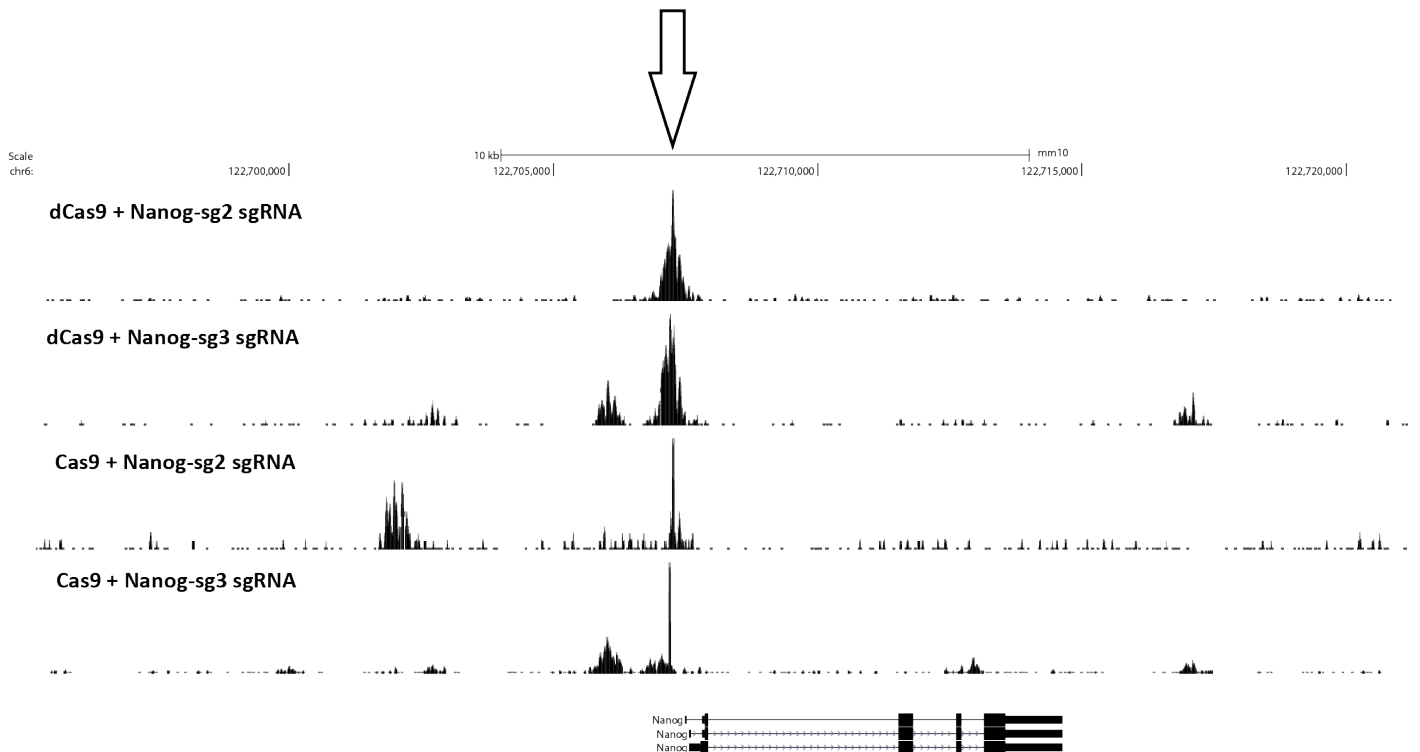 Scale
10 kb
mm10
chr6:
122,700,000
122,705,000
122,710,000
122,715,000
122,720,000
dCas9 + Nanog-sg2 sgRNA
dCas9 + Nanog-sg3 sgRNA
Cas9 + Nanog-sg2 sgRNA
Cas9 + Nanog-sg3 sgRNA
Nanog
Nanog
Nanog